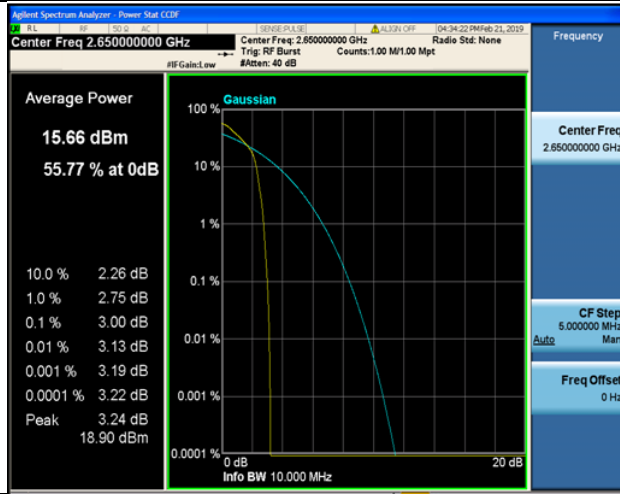 Agilent Spectrum Analyzer - Power Stat CCDF
RL RF 50 Ω AC SENSE:PULSE ALIGN OFF 04:34:22 PM Feb 21, 2019
Center Freq 2.650000000 GHz
Center Freq: 2.650000000 GHz Radio Std: None
Trig: RF Burst Counts:1.00 M/1.00 Mpt
#IFGain:Low #Atten: 40 dB
Frequency
Average Power
15.66 dBm
55.77 % at 0dB
10.0 % 2.26 dB
1.0 % 2.75 dB
0.1 % 3.00 dB
0.01 % 3.13 dB
0.001 % 3.19 dB
0.0001 % 3.22 dB
Peak 3.24 dB
18.90 dBm
Gaussian
100 %
10 %
1 %
0.1 %
0.01 %
0.001 %
0.0001 %
0 dB 20 dB
Info BW 10.000 MHz
Center Freq
2.650000000 GHz
CF Step
5.000000 MHz
Auto Man
Freq Offset
0 Hz